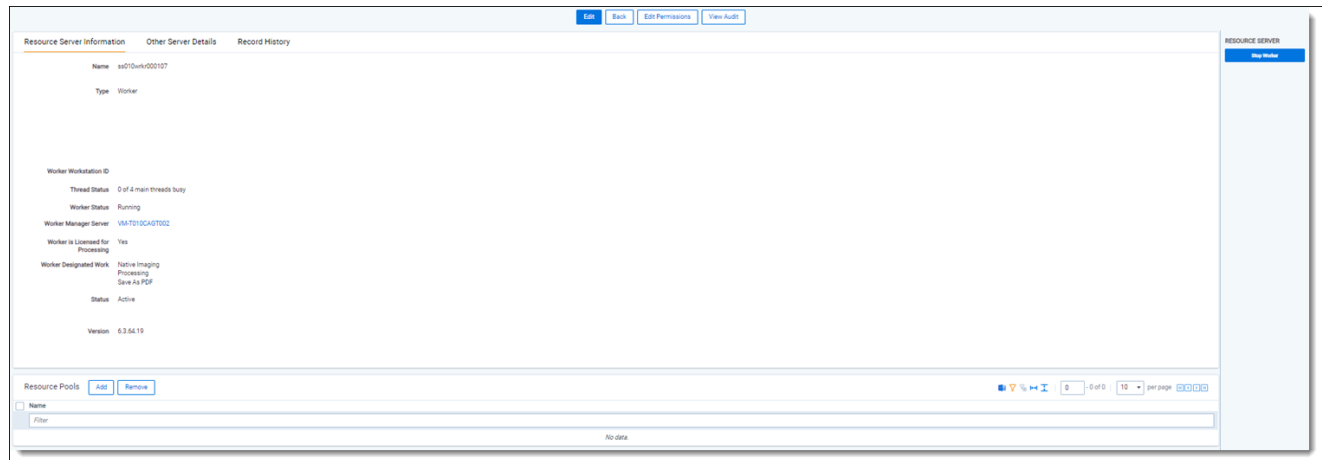 Edit Back Edit Permissions View Audit
Resource Server Information Other Server Details Record History
RESOURCE SERVER
Stop Worker
Name ss010wrkr000107
Type Worker
Worker Workstation ID
Thread Status 0 of 4 main threads busy
Worker Status Running
Worker Manager Server VM-T010CAGT002
Worker is Licensed for Yes
Processing
Worker Designated Work Native Imaging
Processing
Save As PDF
Status Active
Version 6.3.64.19
Resource Pools Add Remove
0 - 0 of 0 10 per page
Name
Filter
No data.